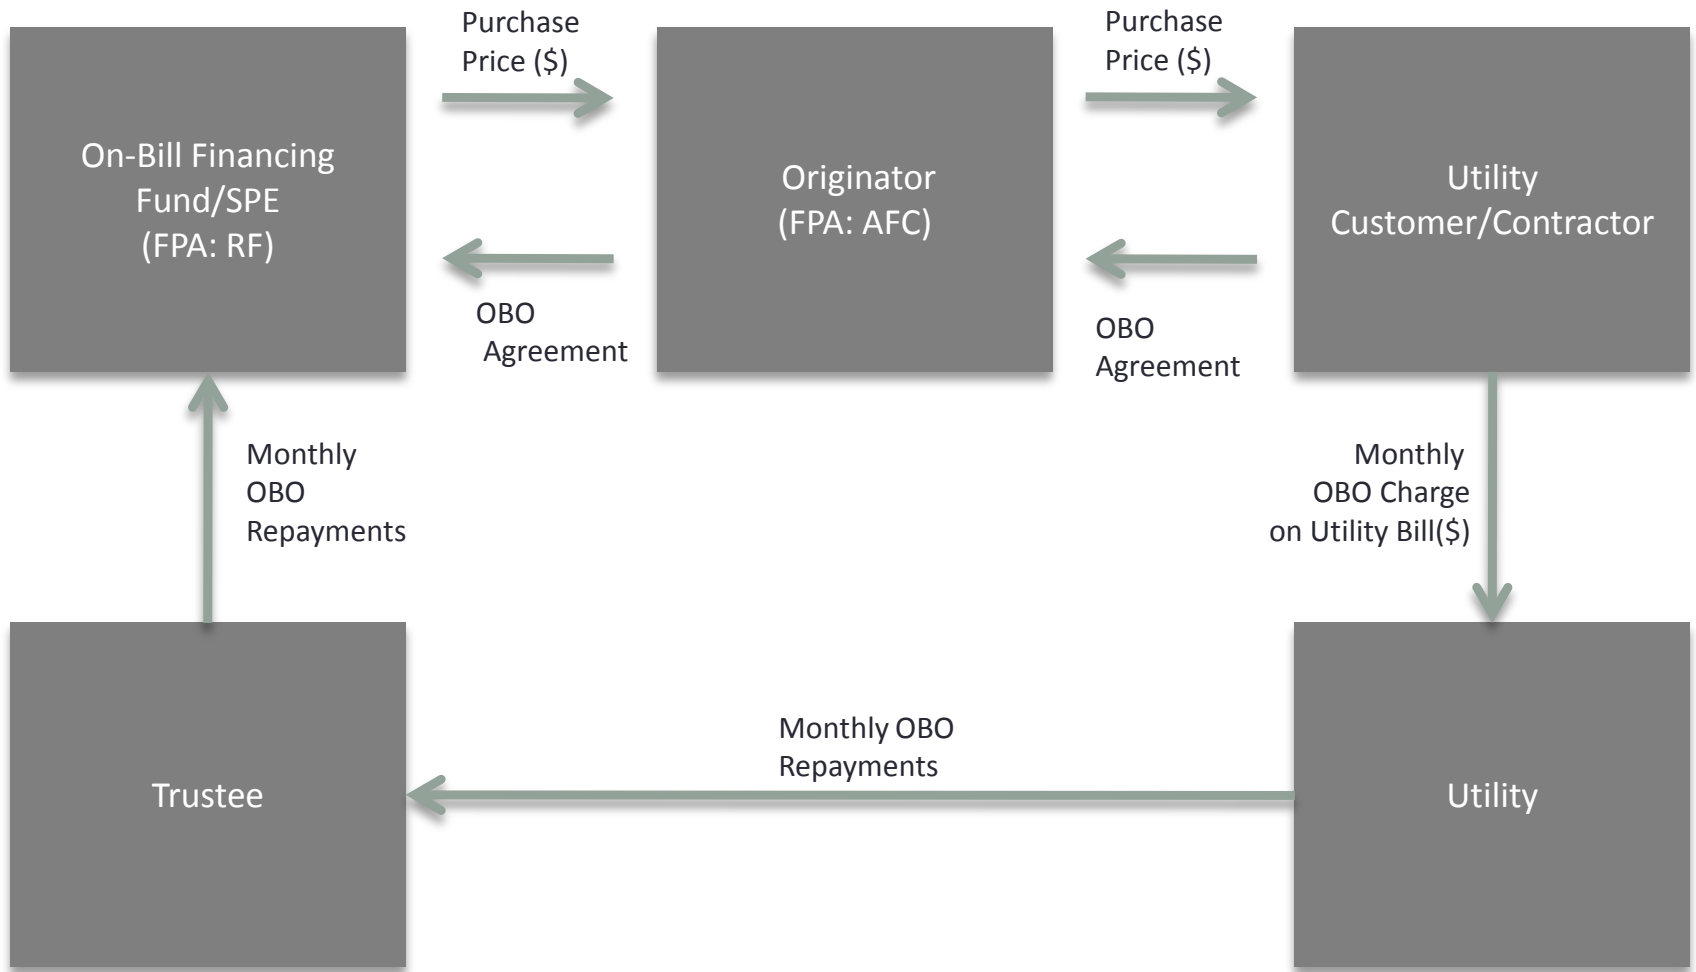 Purchase
Price ($)
Purchase
Price ($)
On-Bill Financing
Fund/SPE
(FPA: RF)
Originator
(FPA: AFC)
Utility
Customer/Contractor
OBO
Agreement
OBO
Agreement
Monthly
OBO
Repayments
Monthly
OBO Charge
on Utility Bill($)
Monthly OBO
Repayments
Trustee
Utility